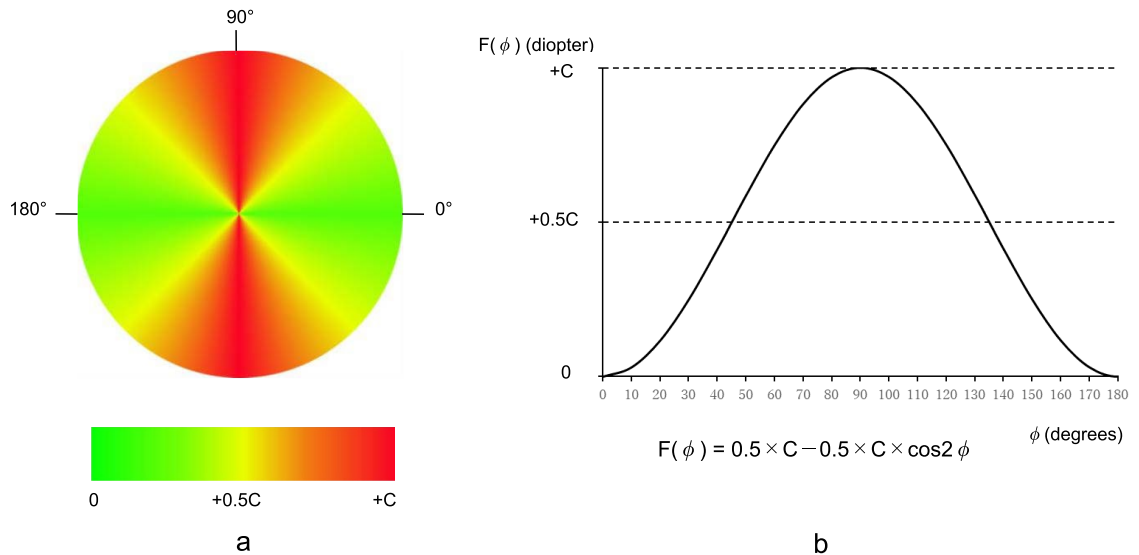 90°
180°
0°
0 +0.5C +C
a
F(ϕ) (diopter)
+C
+0.5C
0
0 10 20 30 40 50 60 70 80 90 100 110 120 130 140 150 160 170 180
ϕ (degrees)
F(ϕ) = 0.5×C－0.5×C×cos2ϕ
b